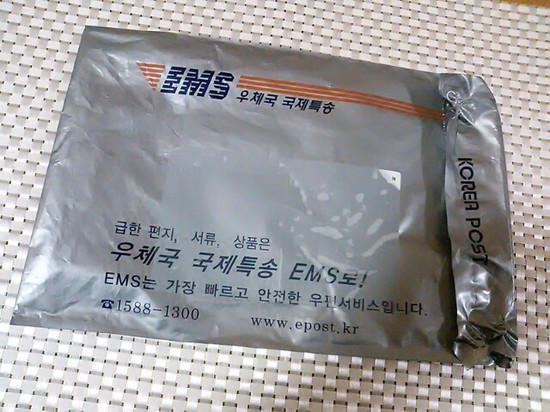 EMS 우체국 국제특송
급한 편지, 서류, 상품은
우체국 국제특송 EMS로!
EMS는 가장 빠르고 안전한 우편서비스입니다.
☎1588-1300 www.epost.kr
KOREA POST